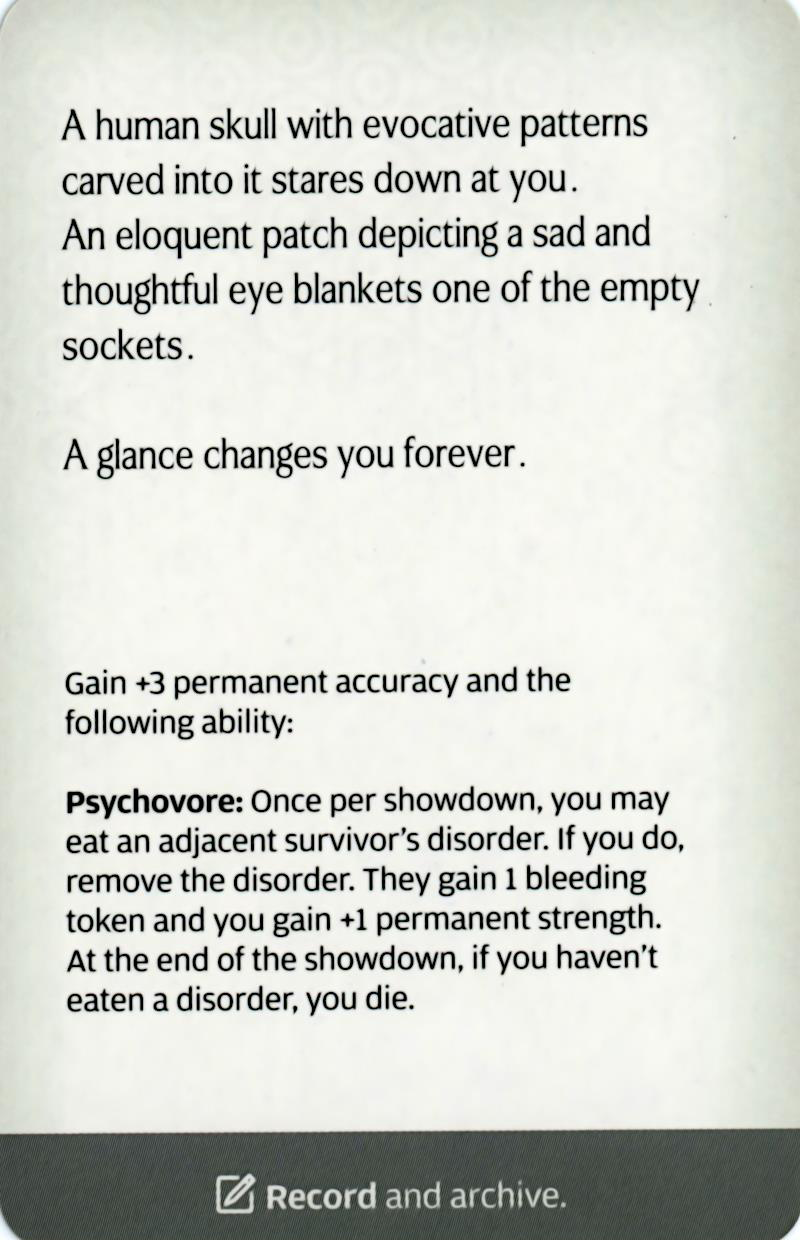 A human skull with evocative patterns
carved into it stares down at you.
An eloquent patch depicting a sad and
thoughtful eye blankets one of the empty
sockets.
A glance changes you forever.
Gain +3 permanent accuracy and the
following ability:
Psychovore: Once per showdown, you may
eat an adjacent survivor's disorder. If you do,
remove the disorder. They gain 1 bleeding
token and you gain +1 permanent strength.
At the end of the showdown, if you haven't
eaten a disorder, you die.
Record and archive.